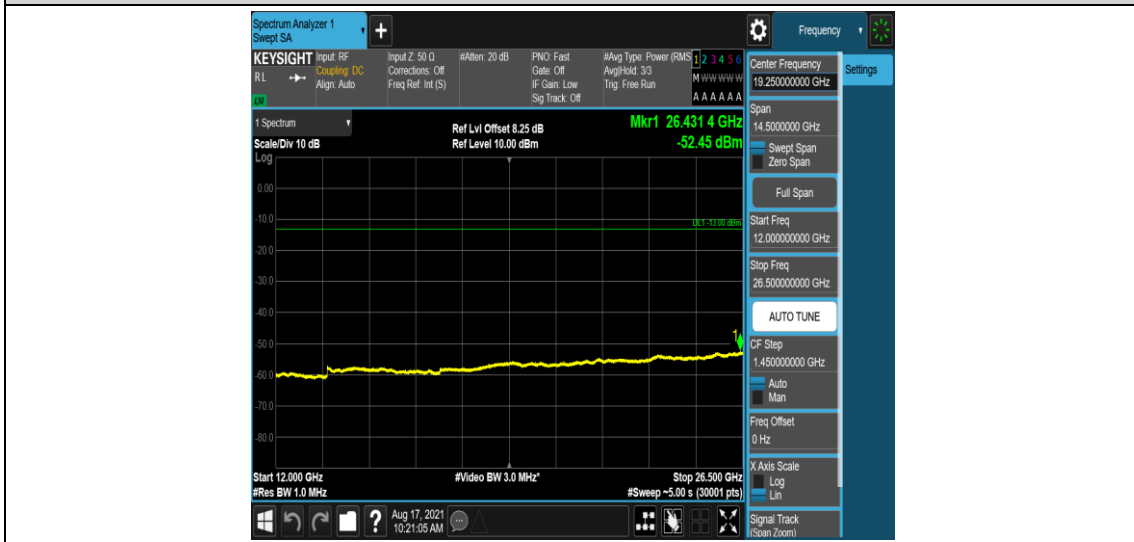 Spectrum Analyzer 1
Swept SA
+
Frequency
KEYSIGHT
RL
LXI
Input: RF
Coupling: DC
Align: Auto
Input Z: 50 Ω
Corrections: Off
Freq Ref: Int (S)
#Atten: 20 dB
PNO: Fast
Gate: Off
IF Gain: Low
Sig Track: Off
#Avg Type: Power (RMS
Avg|Hold: 3/3
Trig: Free Run
1 2 3 4 5 6
M W W W W W
A A A A A A
1 Spectrum
Scale/Div 10 dB
Log
Ref Lvl Offset 8.25 dB
Ref Level 10.00 dBm
Mkr1 26.431 4 GHz
-52.45 dBm
0.00
-10.0
DL1 -13.00 dBm
-20.0
-30.0
-40.0
1
-50.0
-60.0
-70.0
-80.0
Start 12.000 GHz
#Res BW 1.0 MHz
#Video BW 3.0 MHz*
Stop 26.500 GHz
#Sweep ~5.00 s (30001 pts)
?
Aug 17, 2021
10:21:05 AM
Center Frequency
19.250000000 GHz
Settings
Span
14.5000000 GHz
Swept Span
Zero Span
Full Span
Start Freq
12.000000000 GHz
Stop Freq
26.500000000 GHz
AUTO TUNE
CF Step
1.450000000 GHz
Auto
Man
Freq Offset
0 Hz
X Axis Scale
Log
Lin
Signal Track
(Span Zoom)